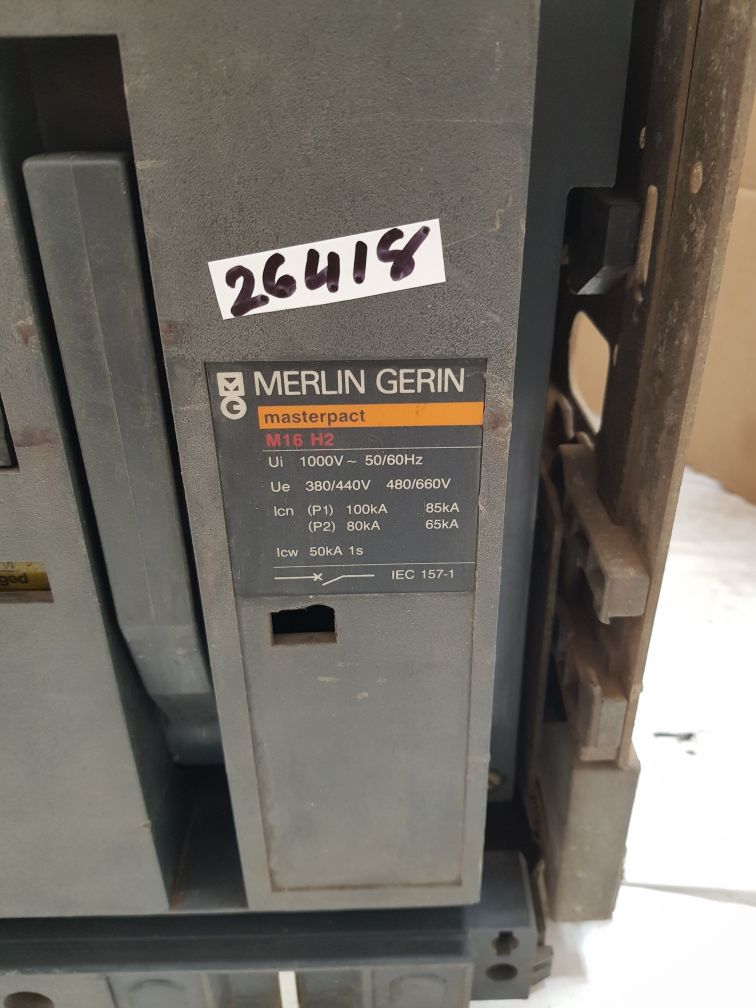 26418
MERLIN GERIN
masterpact
M16 H2
Ui 1000V ~ 50/60Hz
Ue 380/440V 480/660V
Icn (P1) 100kA 85kA
(P2) 80kA 65kA
Icw 50kA 1s
IEC 157-1
ged